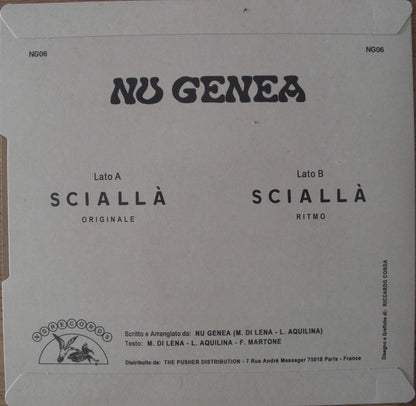 NG06
NG06
NU GENEA
Lato A
SCIALLÀ
ORIGINALE
Lato B
SCIALLÀ
RITMO
NGRECORDS
Scritto e Arrangiato da: NU GENEA (M. DI LENA - L. AQUILINA)
Testo: M. DI LENA - L. AQUILINA - F. MARTONE
Distribuito da: THE PUSHER DISTRIBUTION - 7 Rue André Messager 75018 Paris - France
Disegno e Grafiche di: RICCARDO CORDA